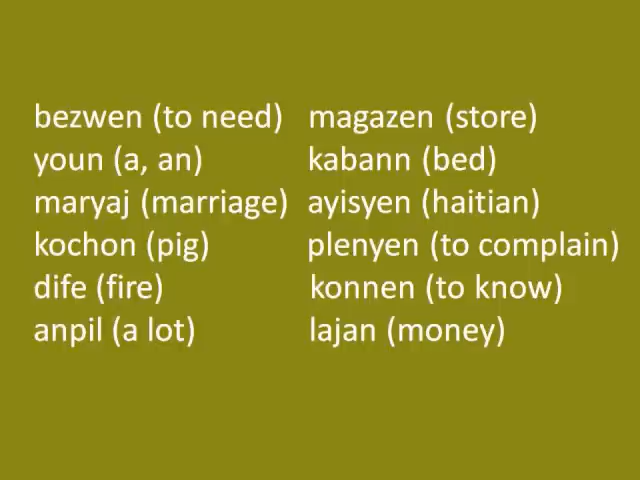 bezwen (to need) magazen (store)
youn (a, an) kabann (bed)
maryaj (marriage) ayisyen (haitian)
kochon (pig) plenyen (to complain)
dife (fire) konnen (to know)
anpil (a lot) lajan (money)